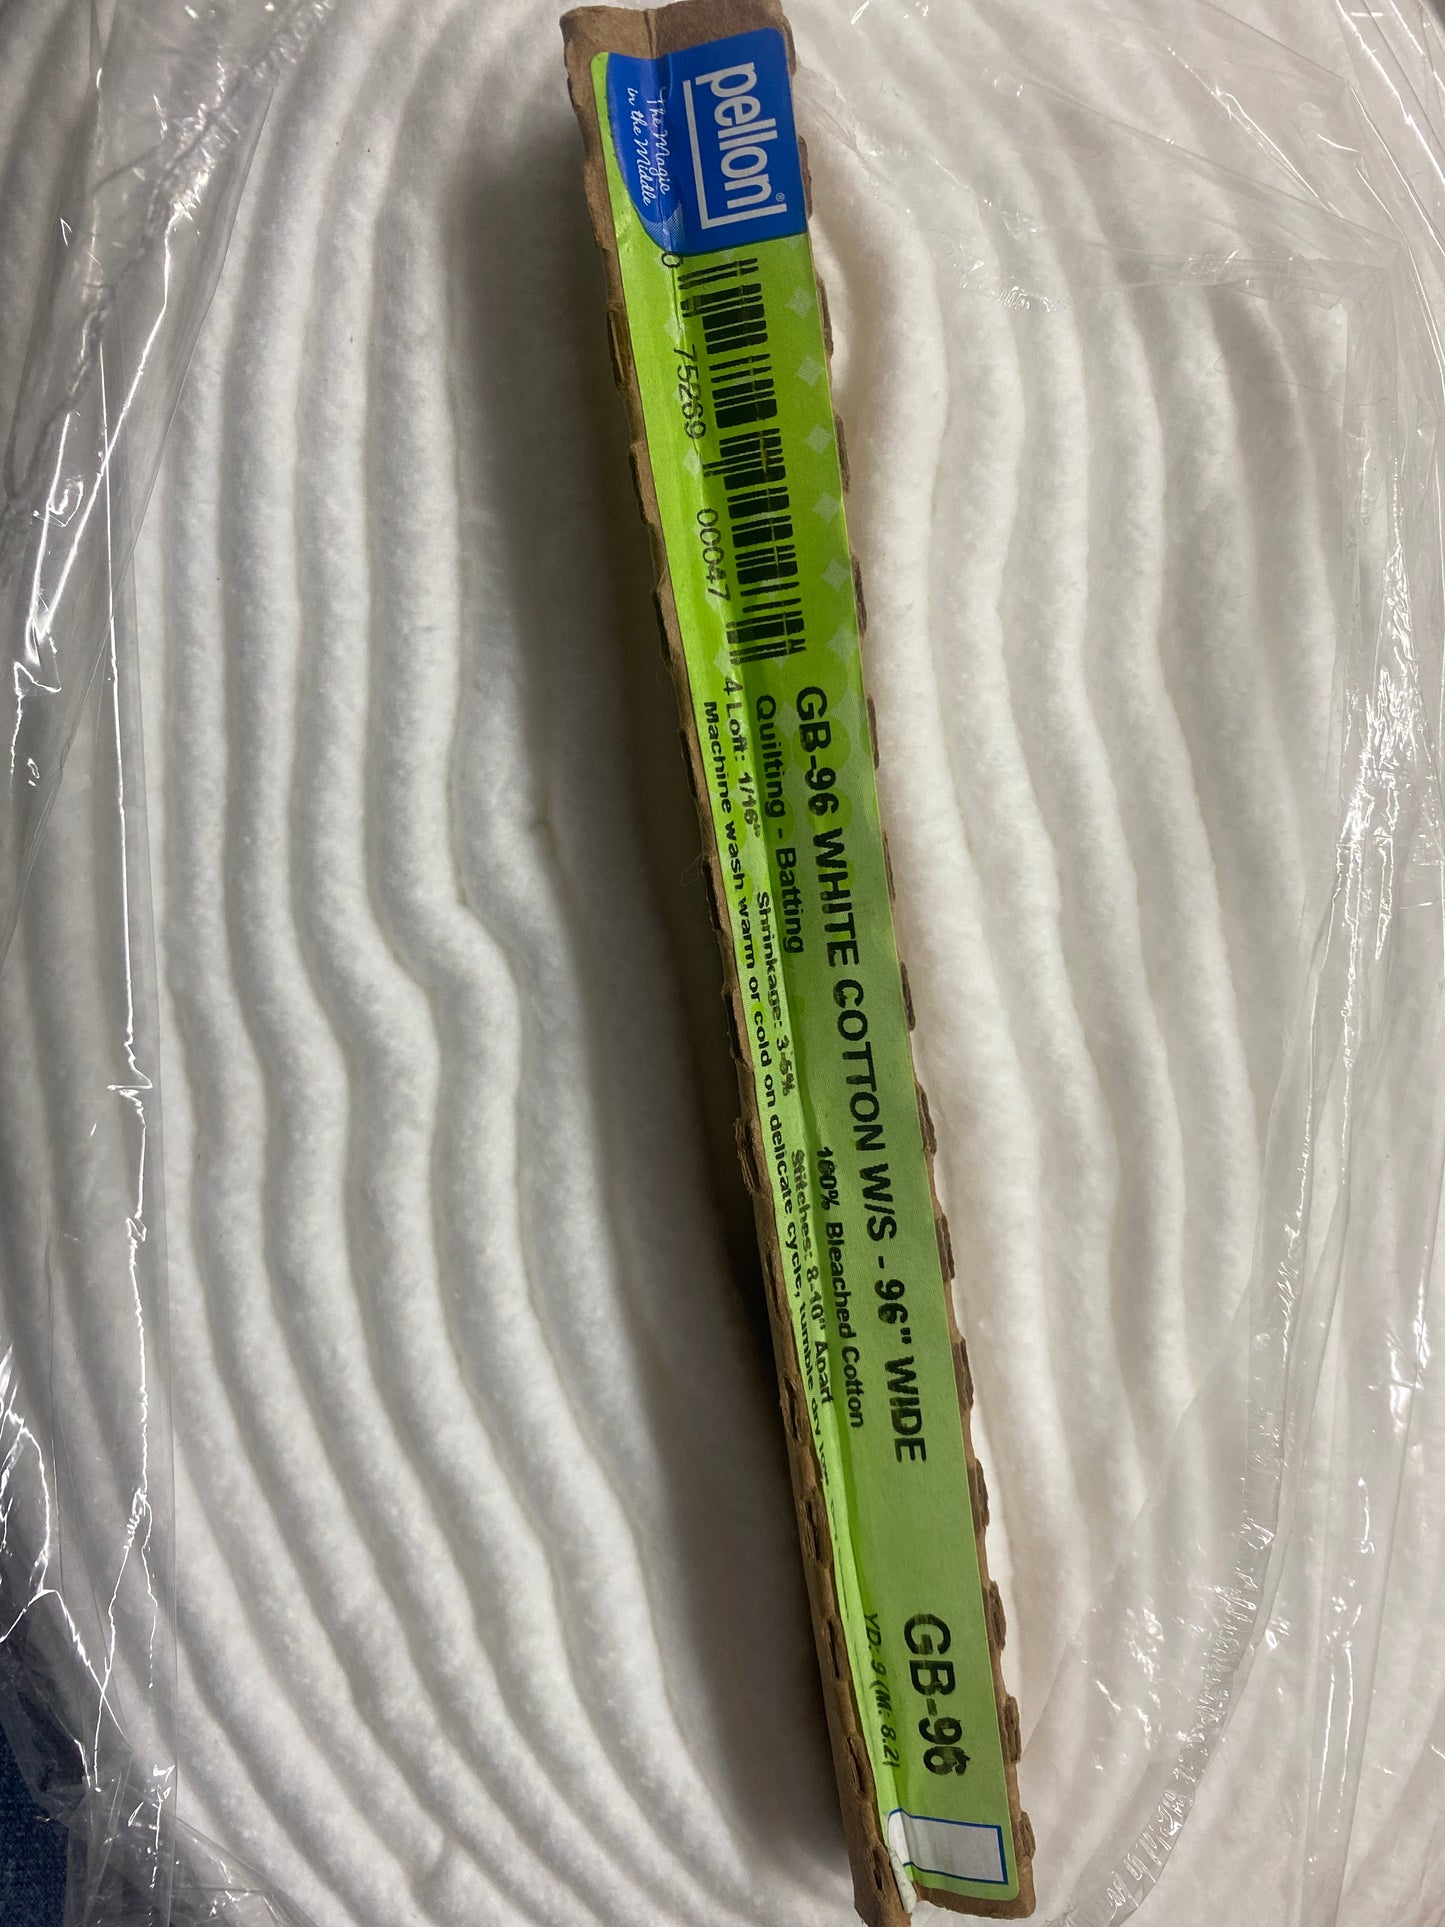 pellon®
The Magic
in the Middle
0 75269 00047 4
GB-96 WHITE COTTON W/S - 96" WIDE
Quilting - Batting
100% Bleached Cotton
Loft: 1/16" Shrinkage: 3-5% Stitches: 8-10" Apart
Machine wash warm or cold on delicate cycle, tumble dry
GB-96
YD: 9 (M: 8.2)